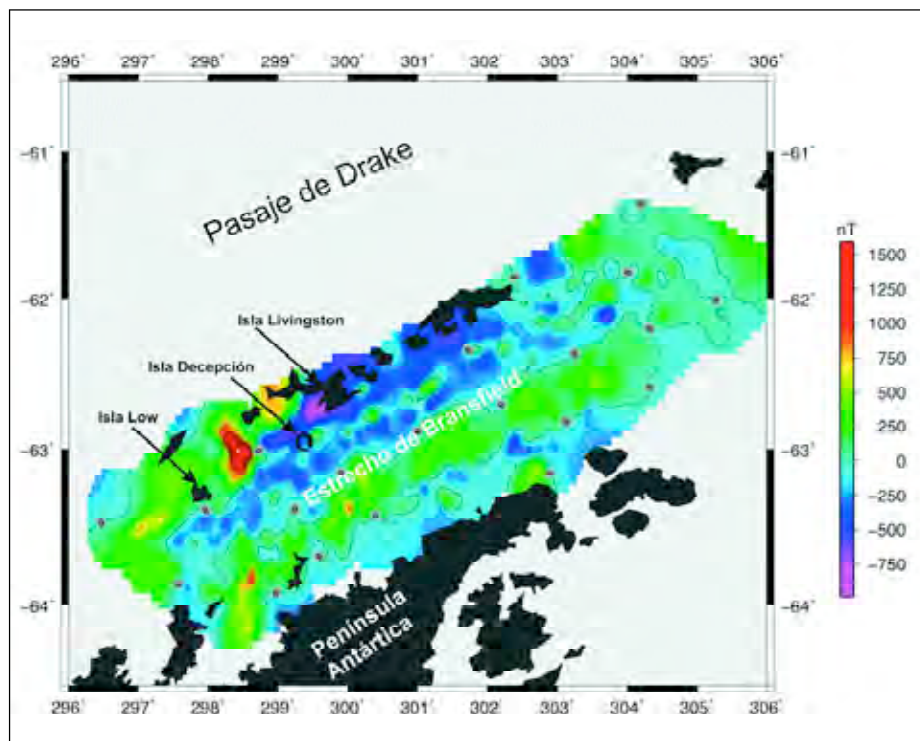 296˚ 297˚ 298˚ 299˚ 300˚ 301˚ 302˚ 303˚ 304˚ 305˚ 306˚
-61˚ -61˚
Pasaje de Drake
nT
1500
1250
1000
750
500
250
0
-250
-500
-750
-62˚ -62˚
Isla Livingston
Isla Decepción
Isla Low
Estrecho de Bransfield
-63˚ -63˚
-64˚ -64˚
Península
Antártica
296˚ 297˚ 298˚ 299˚ 300˚ 301˚ 302˚ 303˚ 304˚ 305˚ 306˚